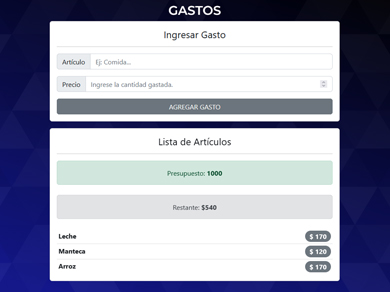 GASTOS
Ingresar Gasto
Artículo Ej: Comida...
Precio Ingrese la cantidad gastada.
AGREGAR GASTO
Lista de Artículos
Presupuesto: 1000
Restante: $540
Leche $ 170
Manteca $ 120
Arroz $ 170